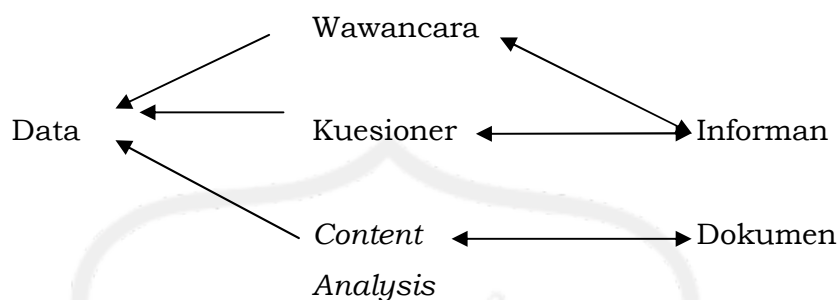 Wawancara
Data Kuesioner Informan
Content Dokumen
Analysis